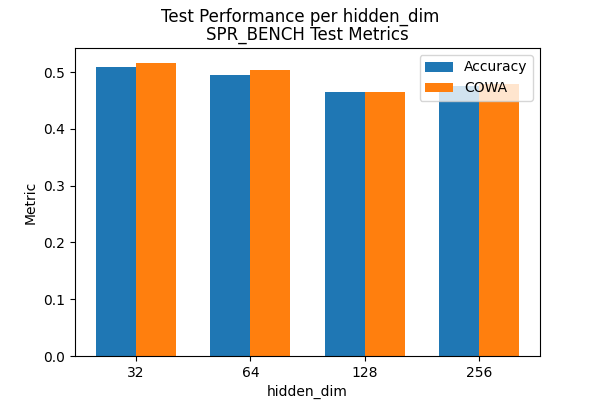 Test Performance per hidden_dim
SPR_BENCH Test Metrics
Accuracy
COWA
Metric
0.5
0.4
0.3
0.2
0.1
0.0
32 64 128 256
hidden_dim